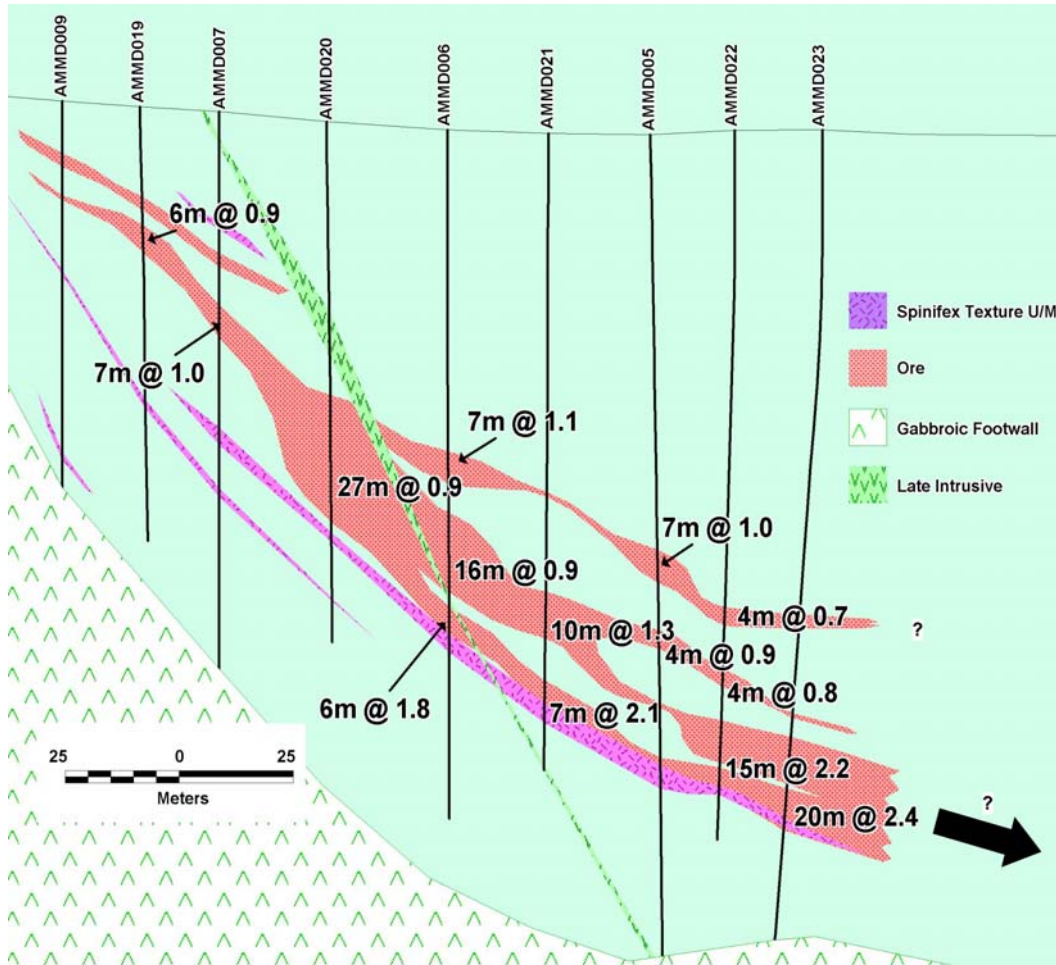 AMMD009
AMMD019
AMMD007
AMMD020
AMMD006
AMMD021
AMMD005
AMMD022
AMMD023
6m @ 0.9
7m @ 1.0
7m @ 1.1
27m @ 0.9
7m @ 1.0
16m @ 0.9
10m @ 1.3
4m @ 0.7
?
4m @ 0.9
4m @ 0.8
6m @ 1.8
7m @ 2.1
15m @ 2.2
20m @ 2.4
?
Spinifex Texture U/M
Ore
Gabbroic Footwall
Late Intrusive
25 0 25
Meters